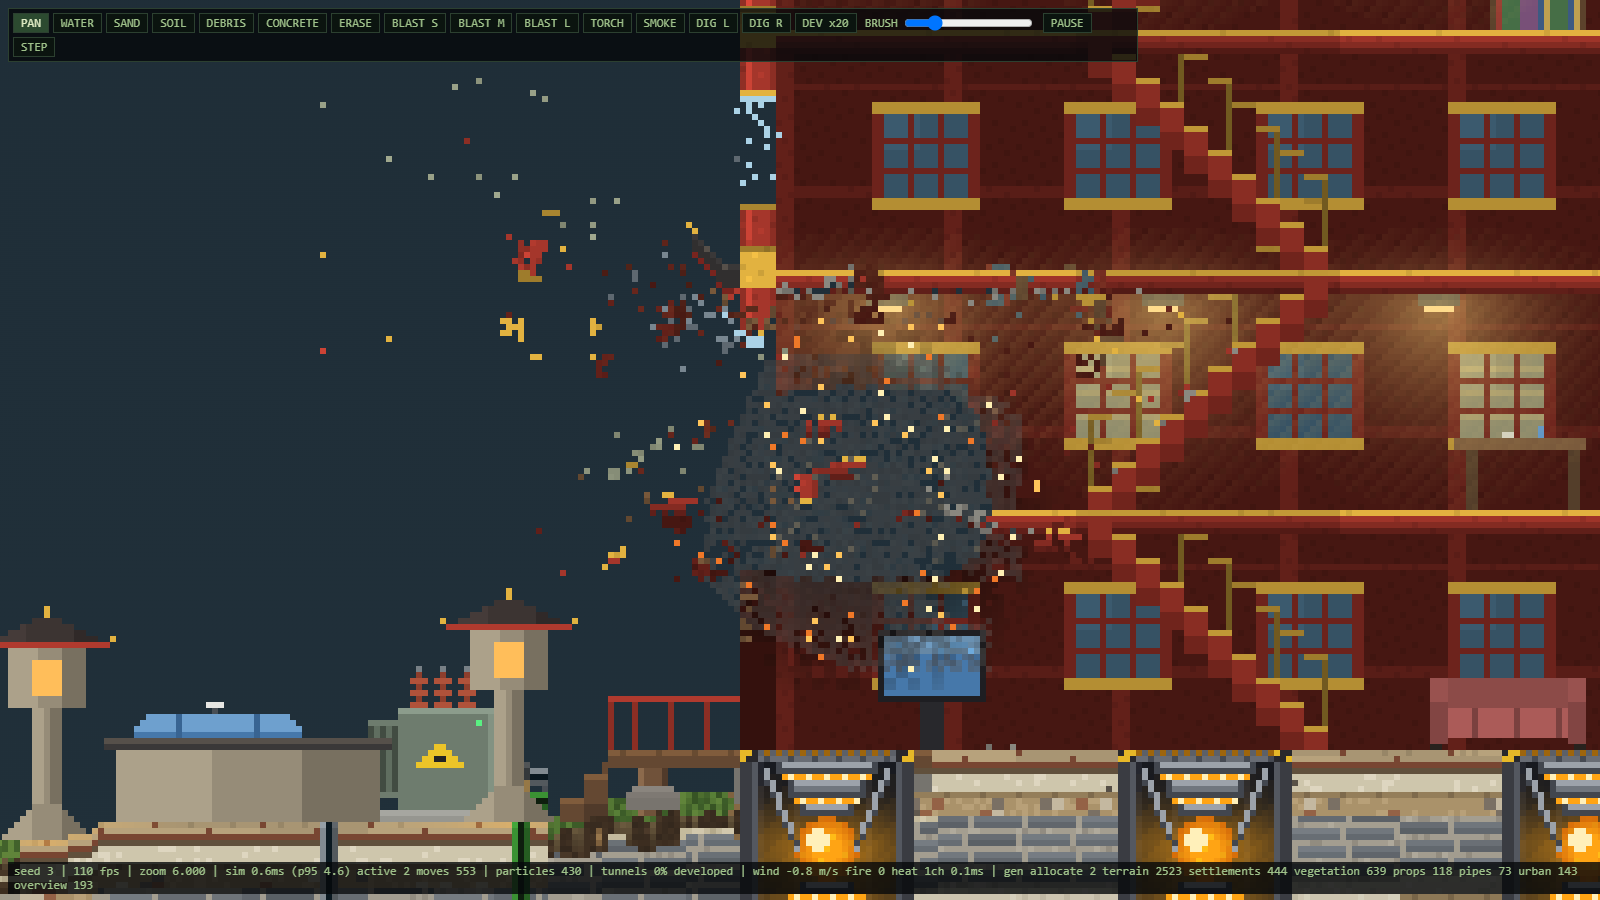 PAN WATER SAND SOIL DEBRIS CONCRETE ERASE BLAST S BLAST M BLAST L TORCH SMOKE DIG L DIG R DEV x20 BRUSH PAUSE
STEP
seed 3 | 110 fps | zoom 6.000 | sim 0.6ms (p95 4.6) active 2 moves 553 | particles 430 | tunnels 0% developed | wind -0.8 m/s fire 0 heat 1ch 0.1ms | gen allocate 2 terrain 2523 settlements 444 vegetation 639 props 118 pipes 73 urban 143
overview 193